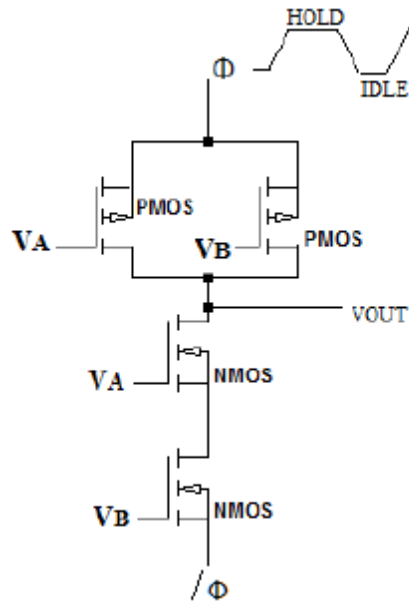 HOLD
Φ
IDLE
PMOS
VA
VB
PMOS
VOUT
VA
NMOS
VB
NMOS
/Φ